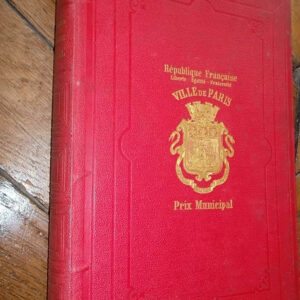 République Française
Liberté - Égalité - Fraternité
VILLE DE PARIS
Prix Municipal